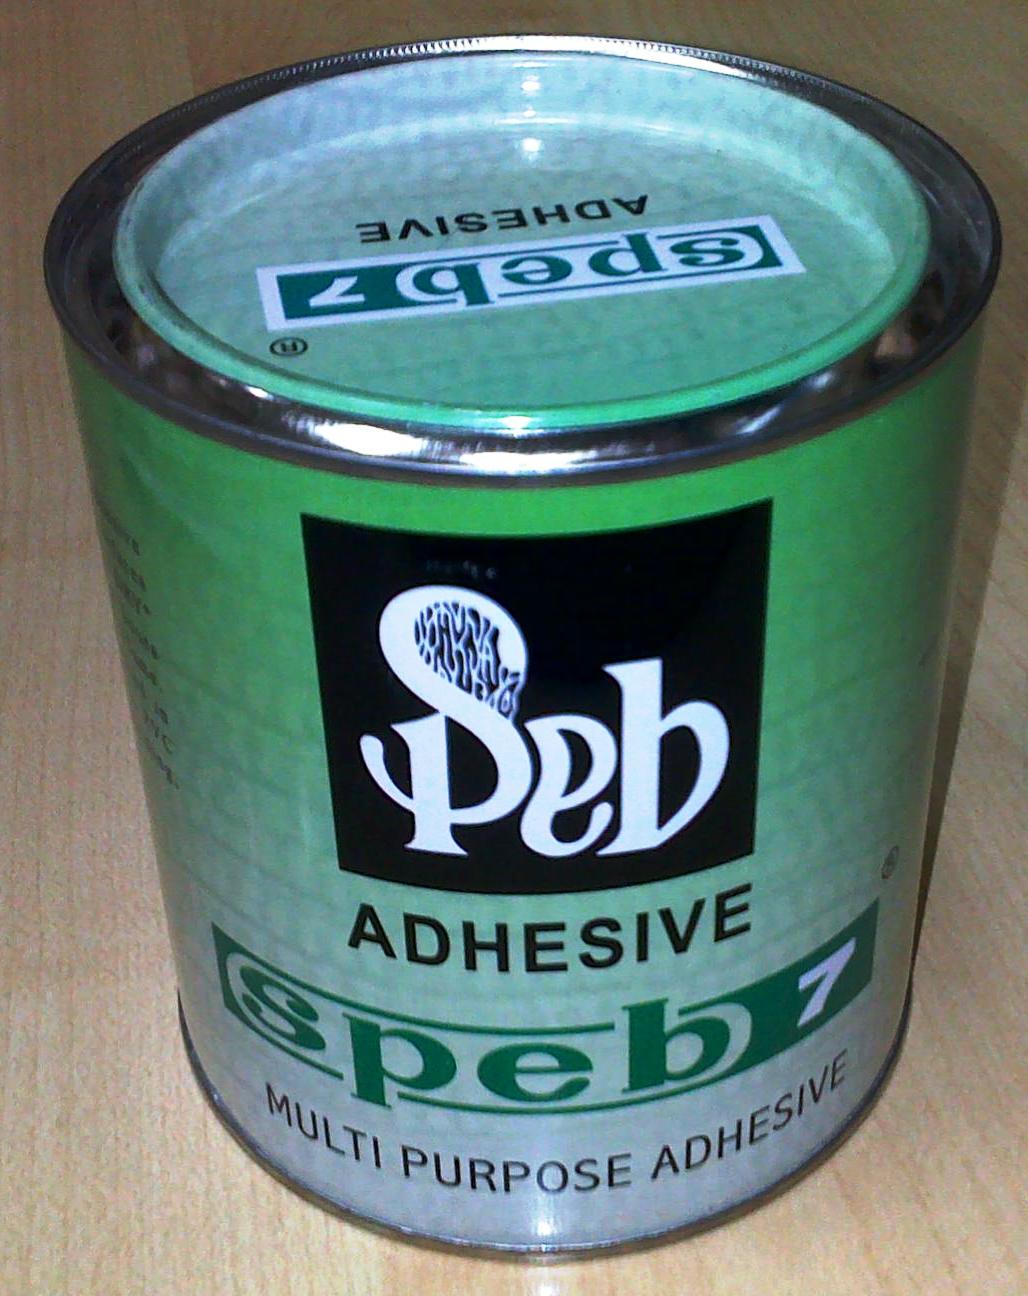 ADHESIVE
speb7
®
Speb
ADHESIVE
®
speb7
MULTI PURPOSE ADHESIVE